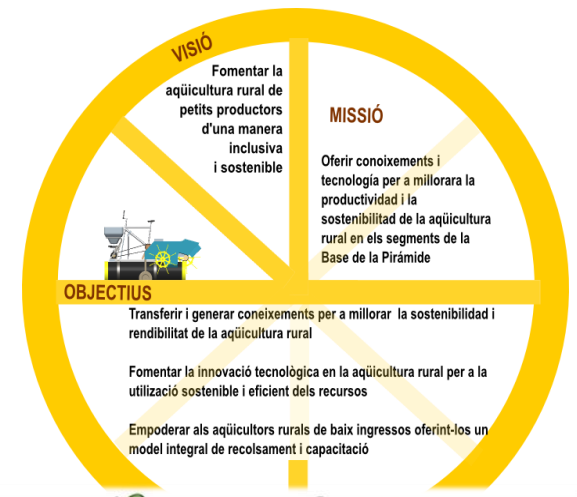 VISIÓ
Fomentar la
aqüicultura rural de
petits productors
d'una manera
inclusiva
i sostenible
MISSIÓ
Oferir conoixements i
tecnología per a millorara la
productividad i la
sostenibilitad de la aqüicultura
rural en els segments de la
Base de la Pirámide
OBJECTIUS
Transferir i generar coneixements per a millorar la sostenibilidad i
rendibilitat de la aqüicultura rural
Fomentar la innovació tecnològica en la aqüicultura rural per a la
utilizació sostenible i eficient dels recursos
Empoderar als aqüicultors rurals de baix ingressos oferint-los un
model integral de recolsament i capacitació